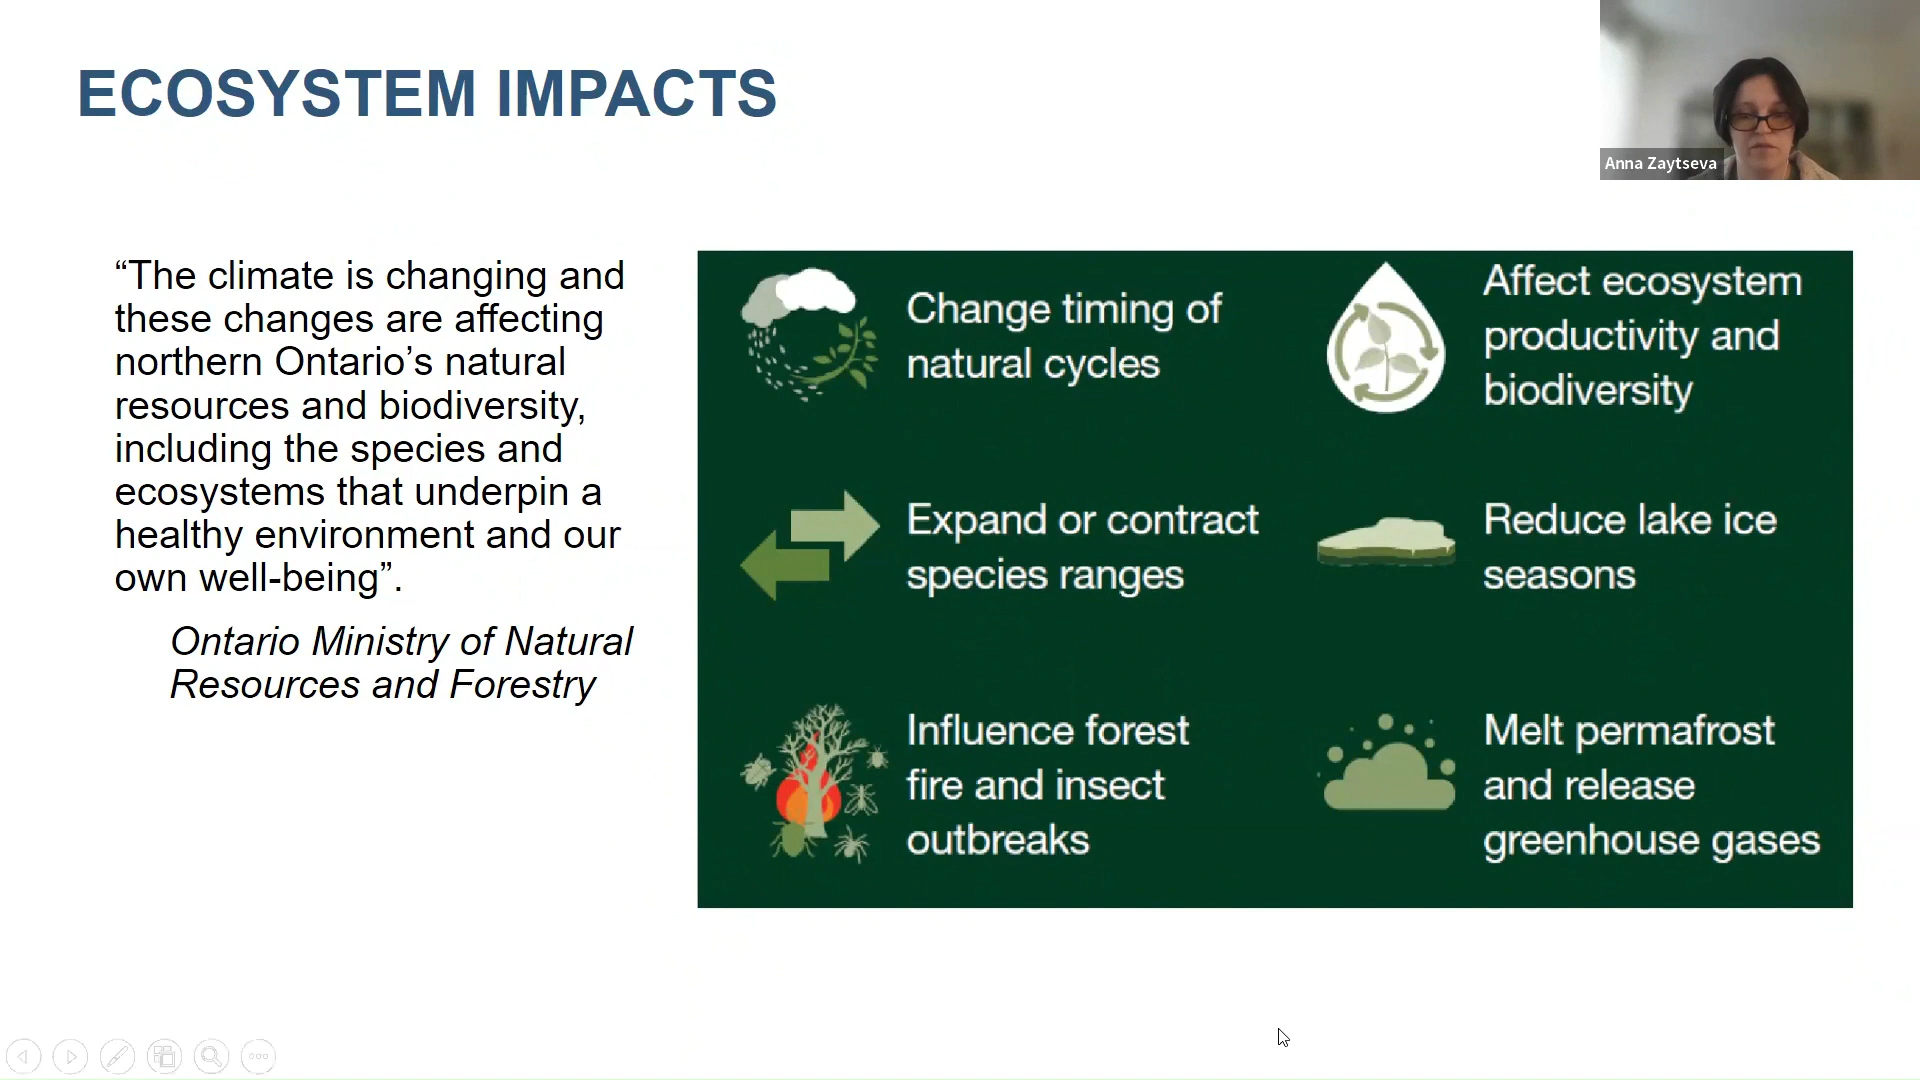 ECOSYSTEM IMPACTS
Anna Zaytseva
“The climate is changing and
these changes are affecting
northern Ontario’s natural
resources and biodiversity,
including the species and
ecosystems that underpin a
healthy environment and our
own well-being”.
Ontario Ministry of Natural
Resources and Forestry
Change timing of
natural cycles
Affect ecosystem
productivity and
biodiversity
Expand or contract
species ranges
Reduce lake ice
seasons
Influence forest
fire and insect
outbreaks
Melt permafrost
and release
greenhouse gases